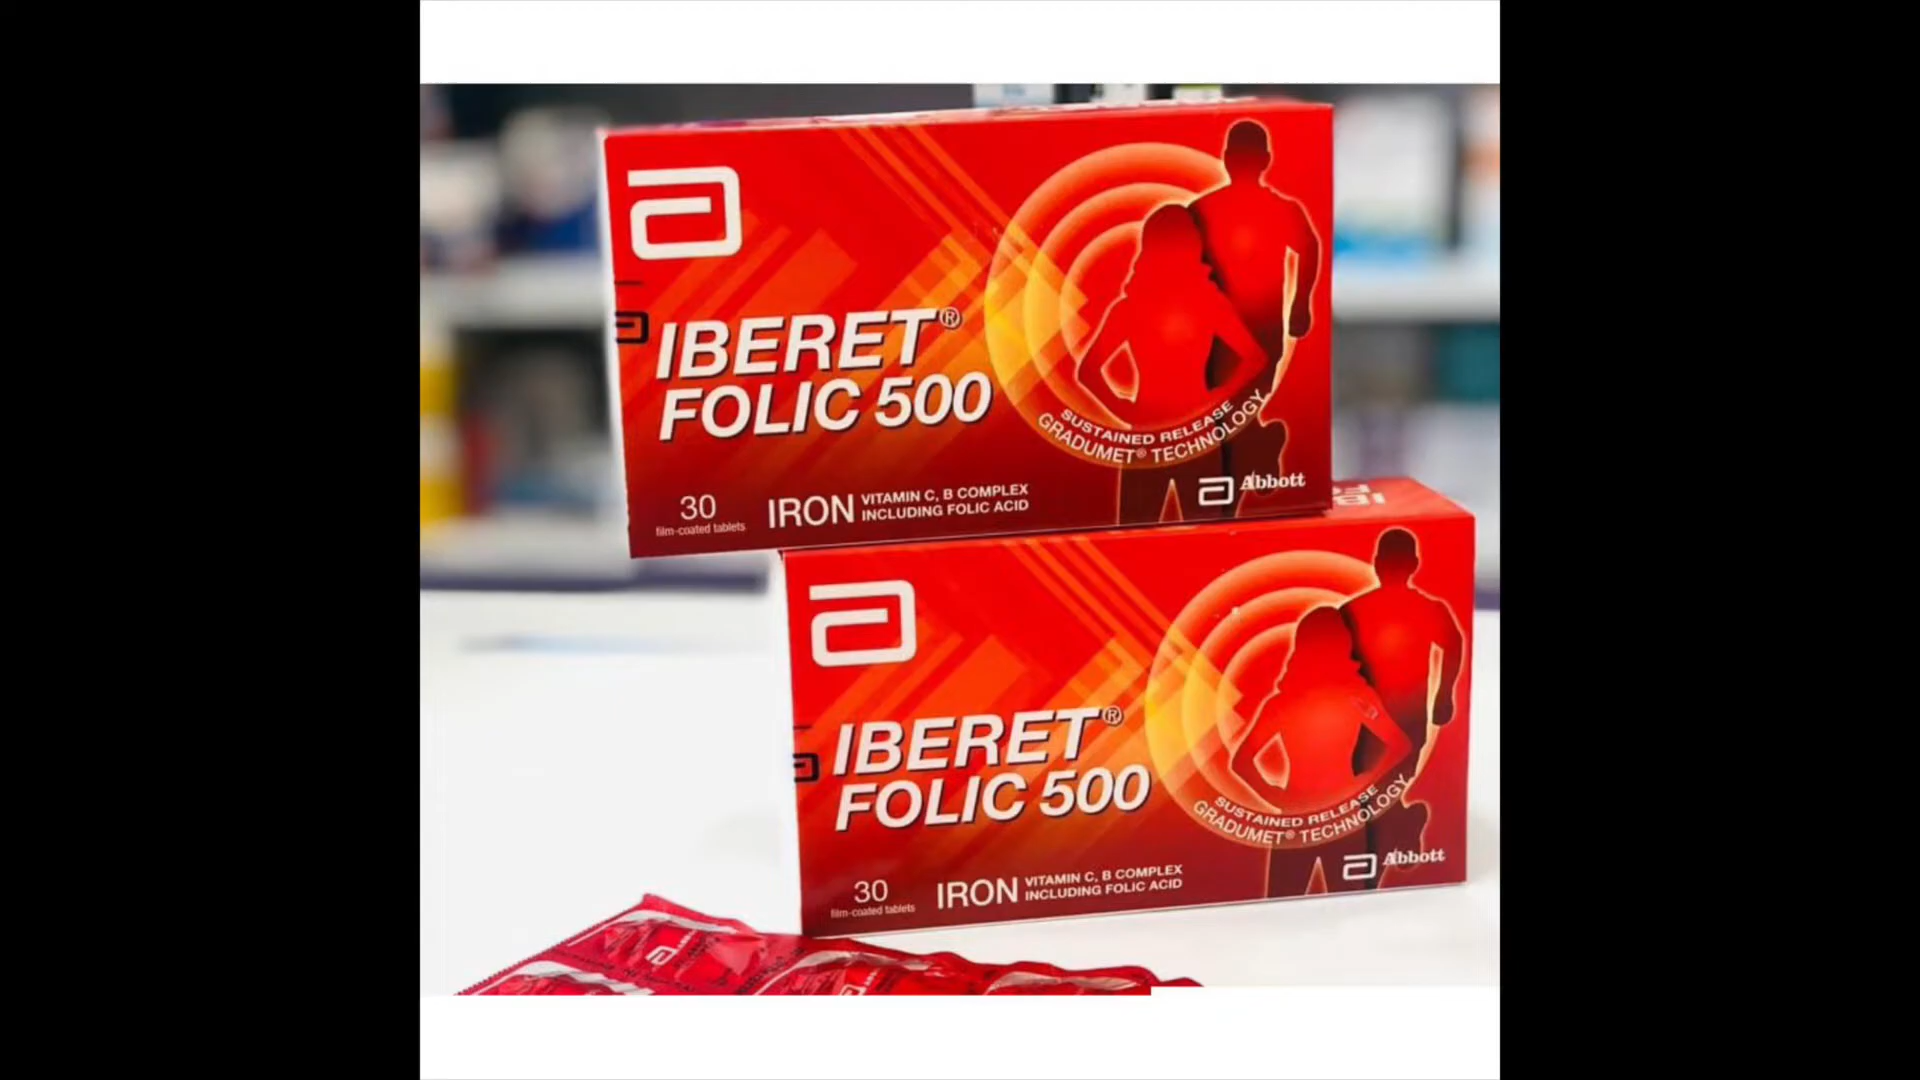 IBERET®
FOLIC 500
SUSTAINED RELEASE
GRADUMET® TECHNOLOGY
30
film-coated tablets
IRON
VITAMIN C, B COMPLEX
INCLUDING FOLIC ACID
Abbott
IBERET®
FOLIC 500
SUSTAINED RELEASE
GRADUMET® TECHNOLOGY
30
film-coated tablets
IRON
VITAMIN C, B COMPLEX
INCLUDING FOLIC ACID
Abbott